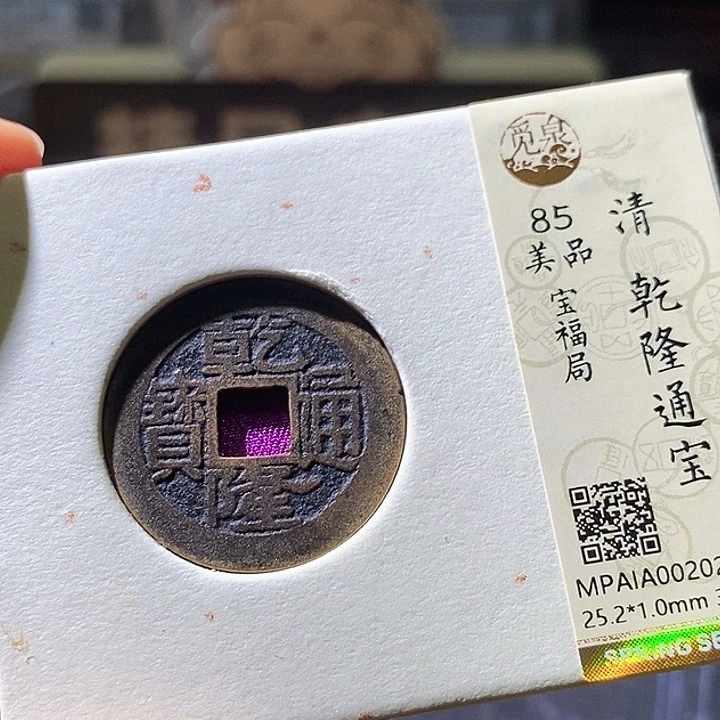 乾隆通寶
觅泉
清 乾隆通宝
85
美品
宝福局
MPAIA00202
25.2*1.0mm